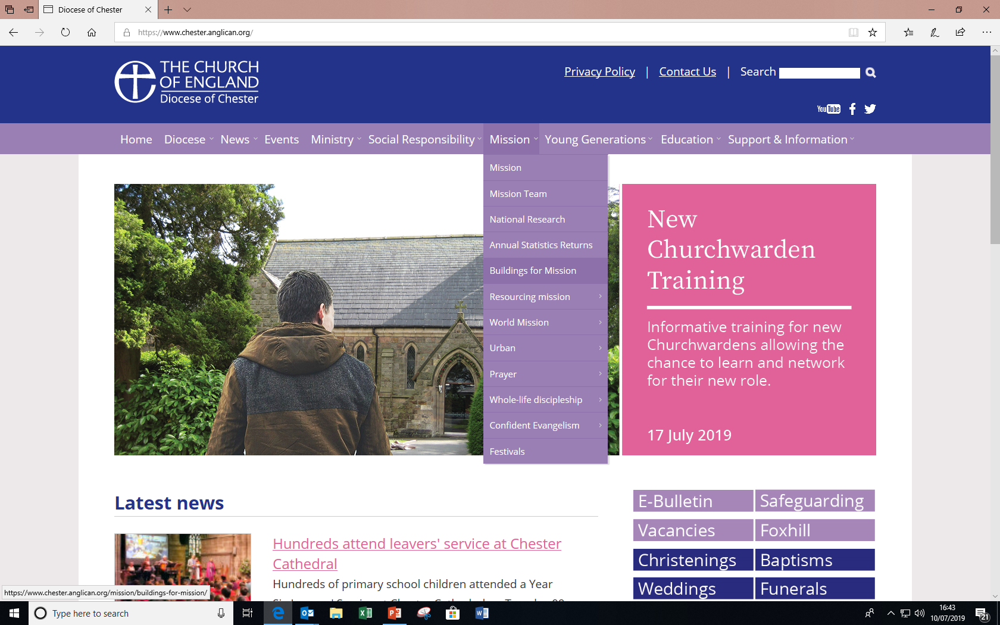 Diocese of Chester
https://www.chester.anglican.org/
THE CHURCH
OF ENGLAND
Diocese of Chester
Privacy Policy | Contact Us | Search
YouTube
Home Diocese News Events Ministry Social Responsibility Mission Young Generations Education Support & Information
Mission
Mission Team
National Research
Annual Statistics Returns
Buildings for Mission
Resourcing mission
World Mission
Urban
Prayer
Whole-life discipleship
Confident Evangelism
Festivals
New
Churchwarden
Training
Informative training for new
Churchwardens allowing the
chance to learn and network
for their new role.
17 July 2019
Latest news
Hundreds attend leavers' service at Chester
Cathedral
Hundreds of primary school children attended a Year
E-Bulletin Safeguarding
Vacancies Foxhill
Christenings Baptisms
Weddings Funerals
https://www.chester.anglican.org/mission/buildings-for-mission/
Type here to search
16:43
10/07/2019
21